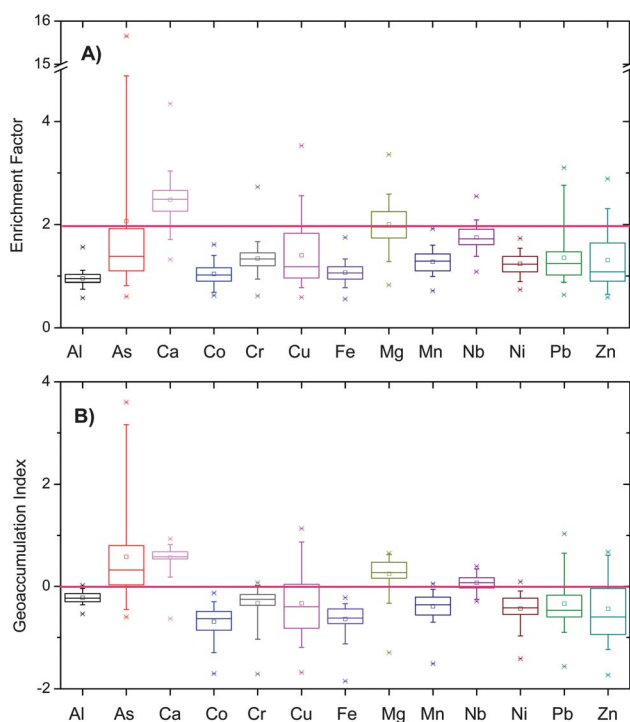 A)
Enrichment Factor
16
15
4
2
0
Al As Ca Co Cr Cu Fe Mg Mn Nb Ni Pb Zn
B)
Geoaccumulation Index
4
2
0
-2
Al As Ca Co Cr Cu Fe Mg Mn Nb Ni Pb Zn